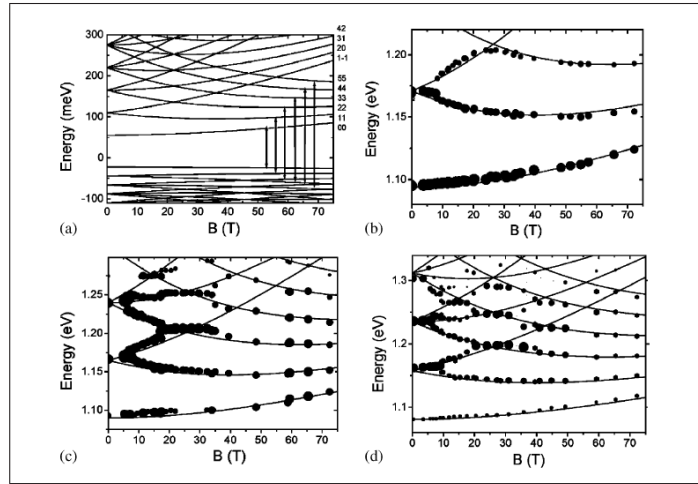 Energy (meV)
300
200
100
0
-100
42
31
20
1-1
55
44
33
22
11
00
0 10 20 30 40 50 60 70
B (T)
(a)
Energy (eV)
1.20
1.15
1.10
0 10 20 30 40 50 60 70
B (T)
(b)
Energy (eV)
1.25
1.20
1.15
1.10
0 10 20 30 40 50 60 70
B (T)
(c)
Energy (eV)
1.3
1.2
1.1
0 10 20 30 40 50 60 70
B (T)
(d)